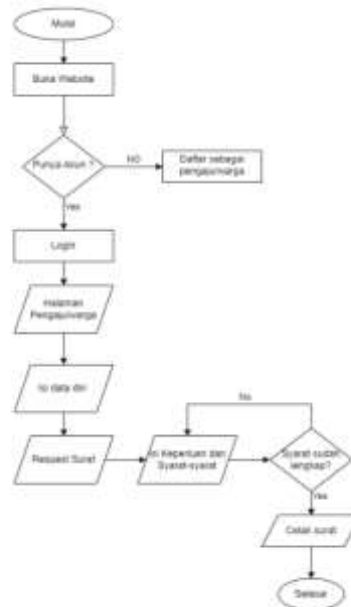 Mulai
Buka Website
Punya Akun ?
NO
Daftar sebagai
pengaju/warga
Yes
Login
Halaman
Pengaju/warga
Isi data diri
Request Surat
Isi Keperluan dan
Syarat-syarat
No
Syarat sudah
lengkap?
Yes
Cetak surat
Selesai